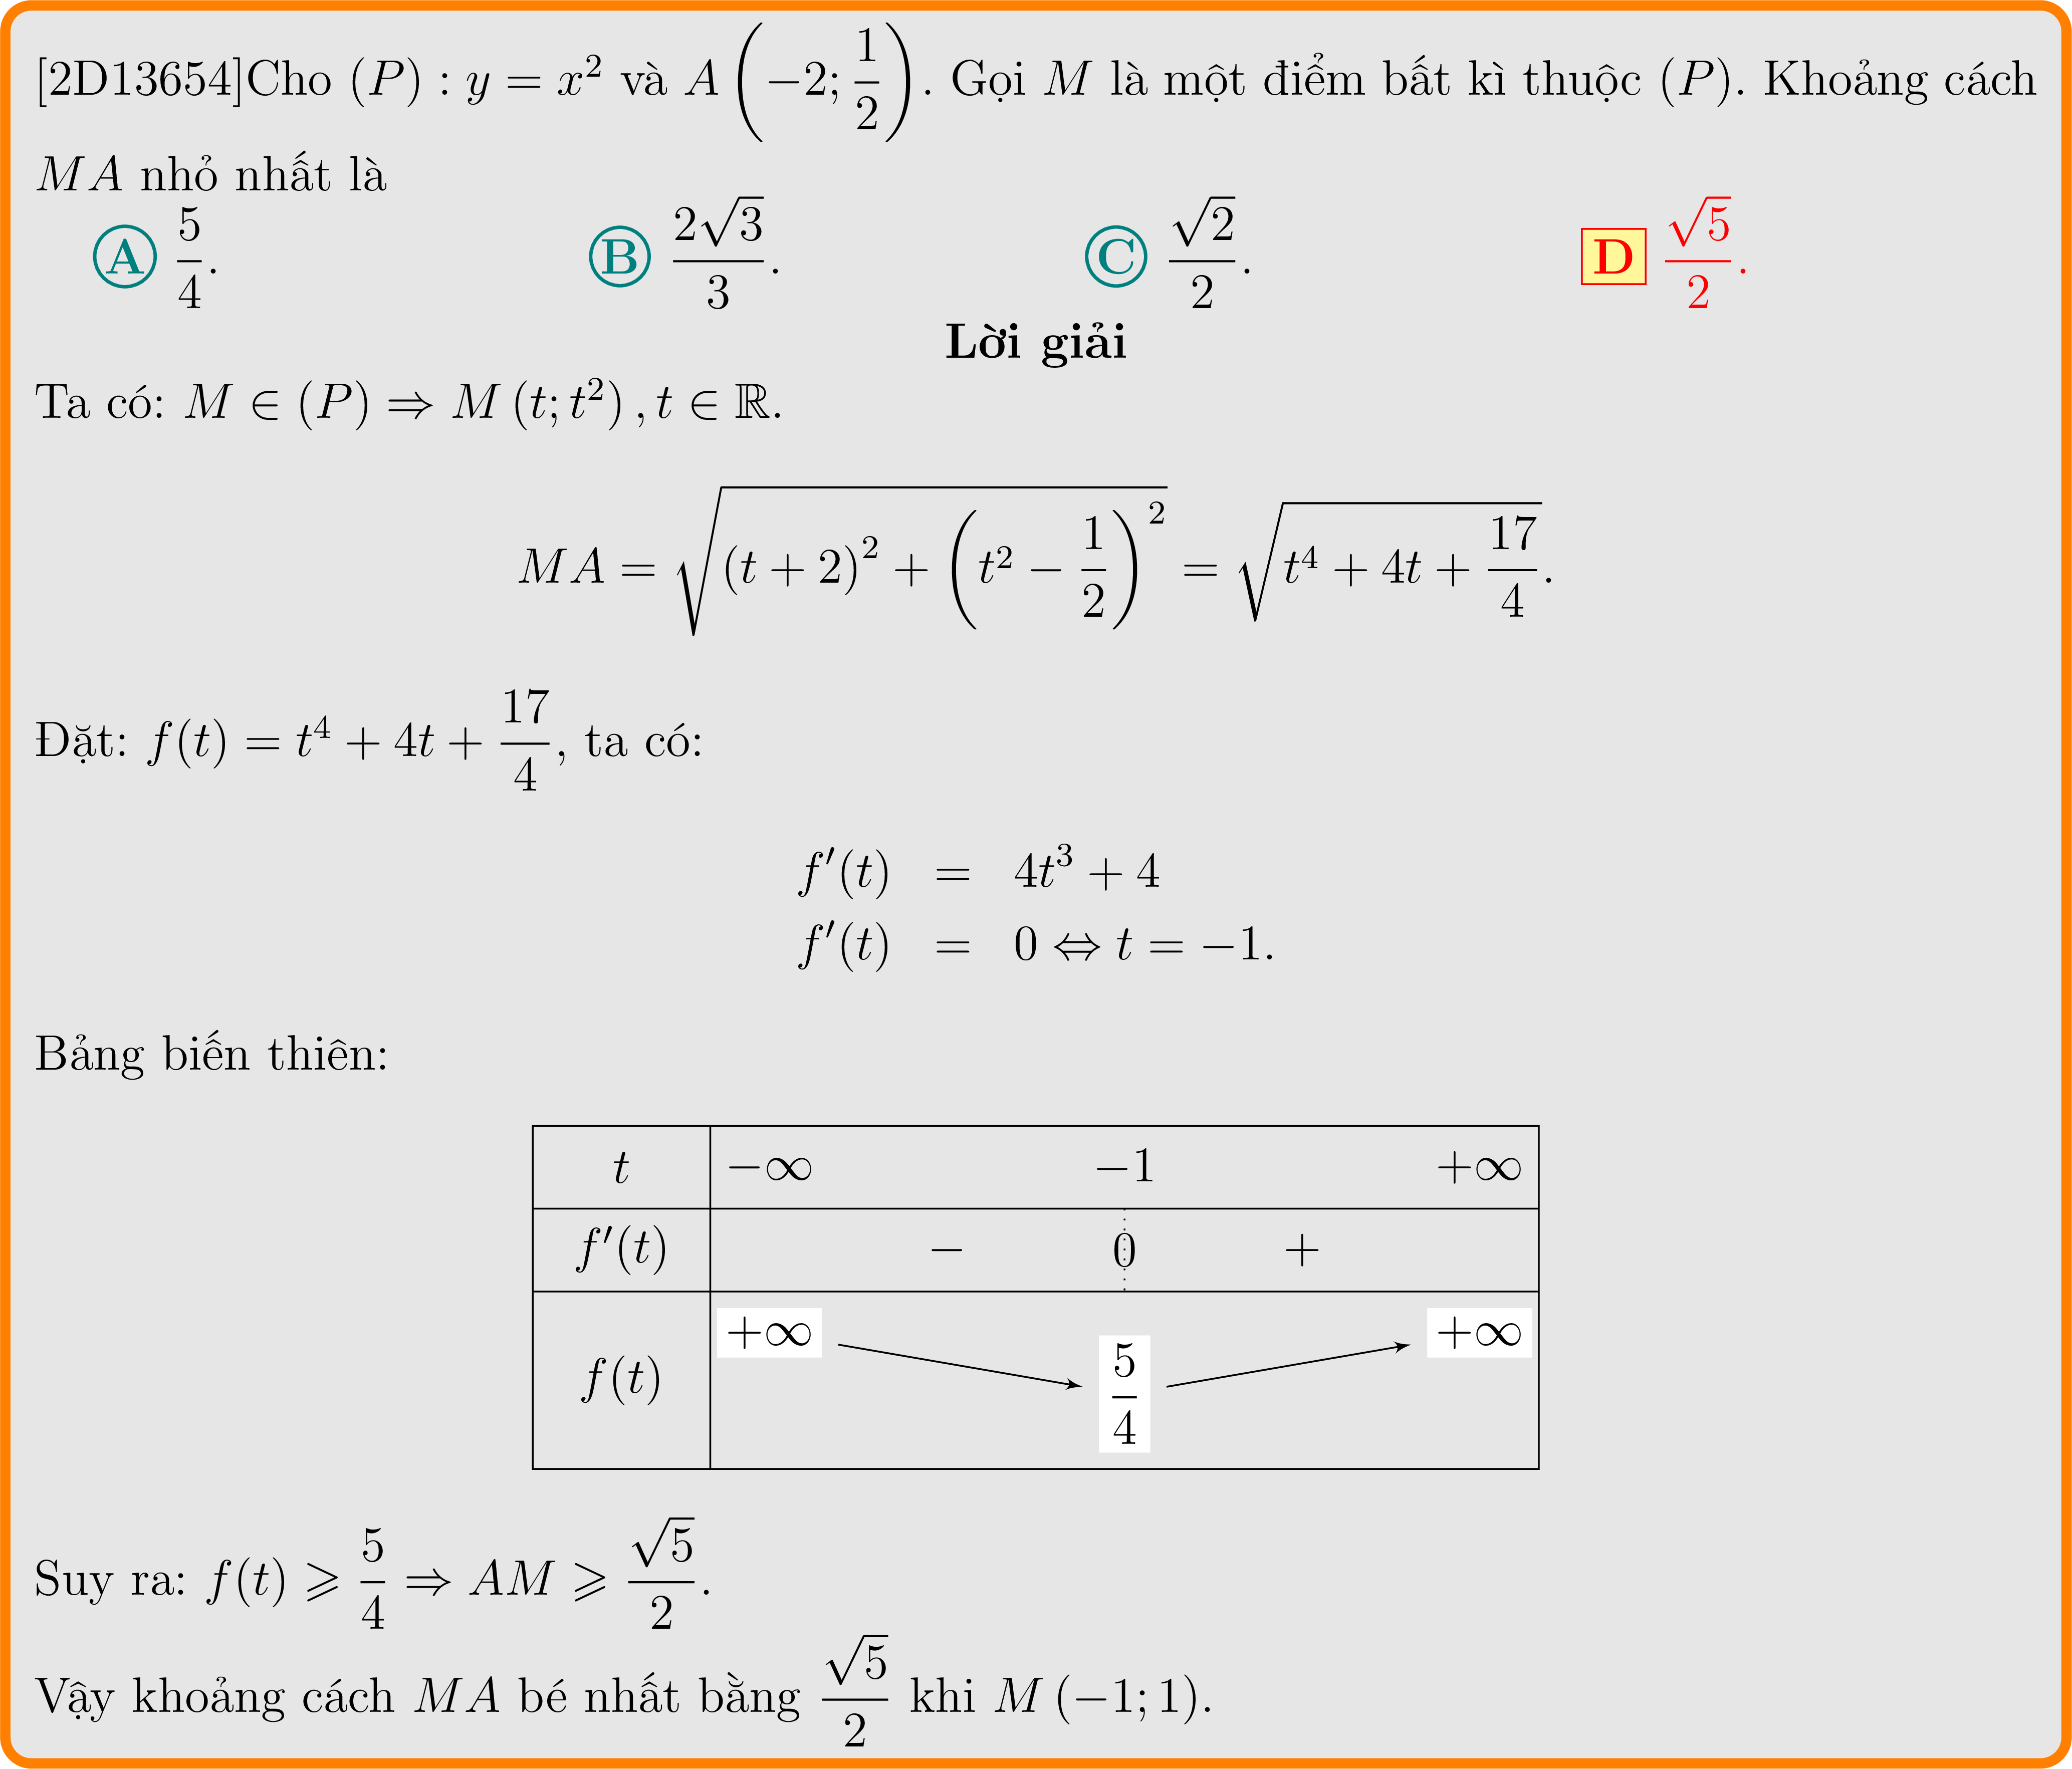 [2D13654]Cho $(P) : y = x^2$ và $A\left(-2; \frac{1}{2}\right)$. Gọi $M$ là một điểm bất kì thuộc $(P)$. Khoảng cách
$MA$ nhỏ nhất là
A $\frac{5}{4}$. B $\frac{2\sqrt{3}}{3}$. C $\frac{\sqrt{2}}{2}$. D $\frac{\sqrt{5}}{2}$.
Lời giải
Ta có: $M \in (P) \Rightarrow M\left(t; t^2\right), t \in \mathbb{R}$.
$MA = \sqrt{(t+2)^2 + \left(t^2 - \frac{1}{2}\right)^2} = \sqrt{t^4 + 4t + \frac{17}{4}}$.
Đặt: $f(t) = t^4 + 4t + \frac{17}{4}$, ta có:
$f'(t) = 4t^3 + 4$
$f'(t) = 0 \Leftrightarrow t = -1$.
Bảng biến thiên:
$t$ $-\infty$ $-1$ $+\infty$
$f'(t)$ $-$ $0$ $+$
$f(t)$ $+\infty$ $\frac{5}{4}$ $+\infty$
Suy ra: $f(t) \geqslant \frac{5}{4} \Rightarrow AM \geqslant \frac{\sqrt{5}}{2}$.
Vậy khoảng cách $MA$ bé nhất bằng $\frac{\sqrt{5}}{2}$ khi $M(-1; 1)$.